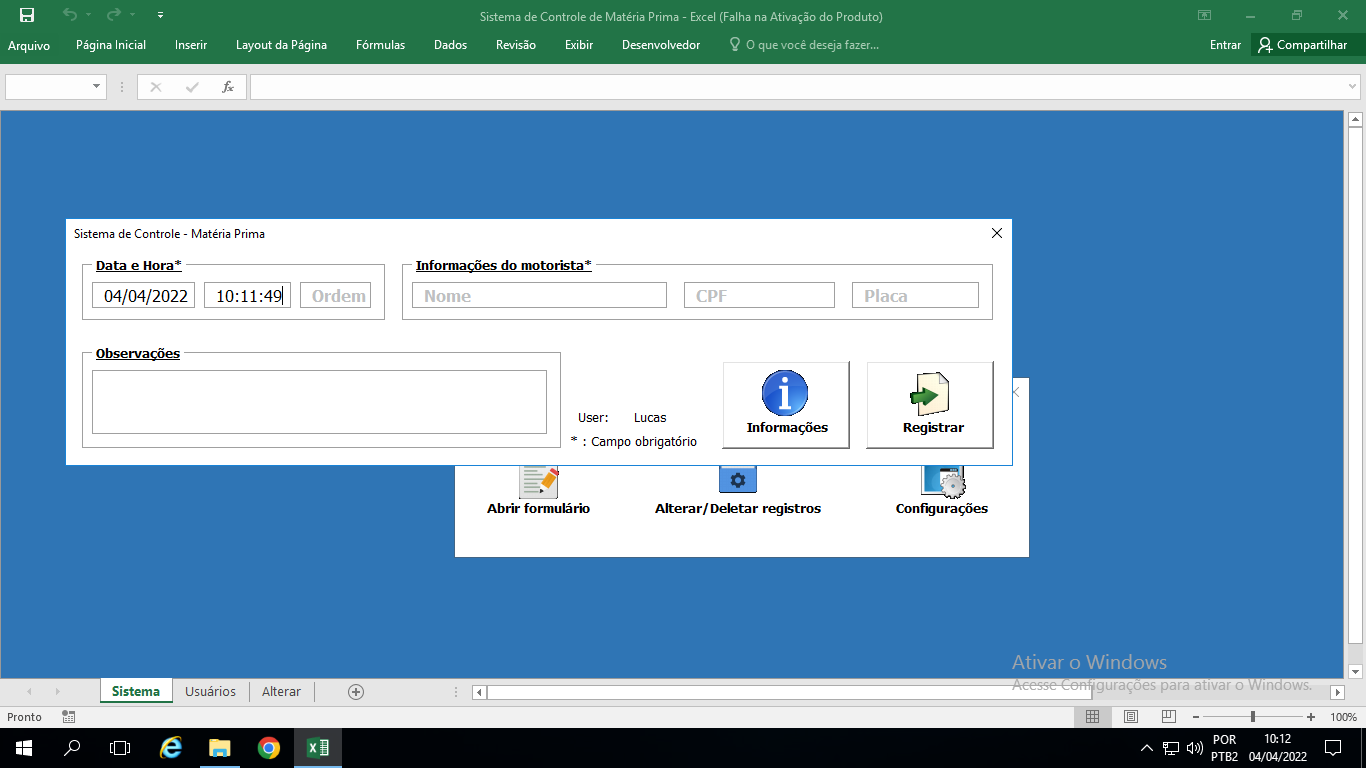 Sistema de Controle de Matéria Prima - Excel (Falha na Ativação do Produto)
Arquivo Página Inicial Inserir Layout da Página Fórmulas Dados Revisão Exibir Desenvolvedor O que você deseja fazer... Entrar Compartilhar
fx
Sistema de Controle - Matéria Prima
Data e Hora* Informações do motorista*
04/04/2022 10:11:49 Ordem Nome CPF Placa
Observações
User: Lucas
* : Campo obrigatório
Informações Registrar
Abrir formulário Alterar/Deletar registros Configurações
Ativar o Windows
Acesse Configurações para ativar o Windows.
Sistema Usuários Alterar
Pronto 100%
POR 10:12
PTB2 04/04/2022